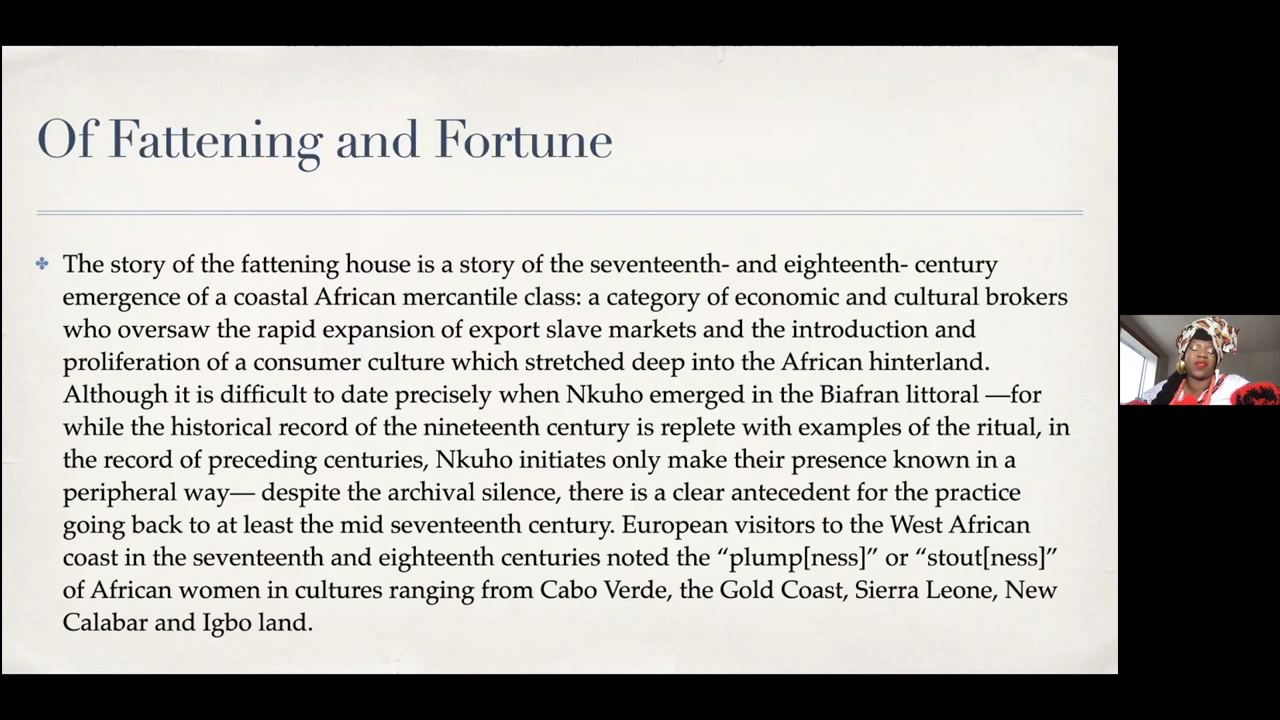 Of Fattening and Fortune
The story of the fattening house is a story of the seventeenth- and eighteenth- century
emergence of a coastal African mercantile class: a category of economic and cultural brokers
who oversaw the rapid expansion of export slave markets and the introduction and
proliferation of a consumer culture which stretched deep into the African hinterland.
Although it is difficult to date precisely when Nkuho emerged in the Biafran littoral —for
while the historical record of the nineteenth century is replete with examples of the ritual, in
the record of preceding centuries, Nkuho initiates only make their presence known in a
peripheral way— despite the archival silence, there is a clear antecedent for the practice
going back to at least the mid seventeenth century. European visitors to the West African
coast in the seventeenth and eighteenth centuries noted the “plump[ness]” or “stout[ness]”
of African women in cultures ranging from Cabo Verde, the Gold Coast, Sierra Leone, New
Calabar and Igbo land.